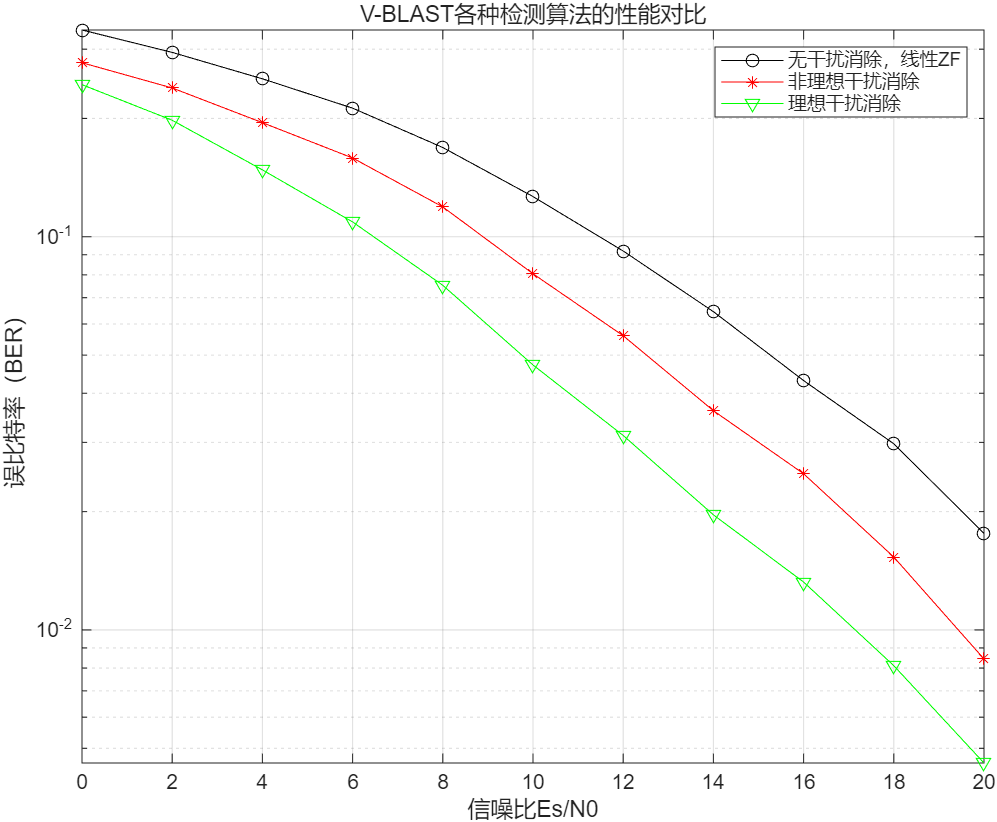 V-BLAST各种检测算法的性能对比
无干扰消除，线性ZF
非理想干扰消除
理想干扰消除
10-1
10-2
误比特率（BER）
0 2 4 6 8 10 12 14 16 18 20
信噪比Es/N0